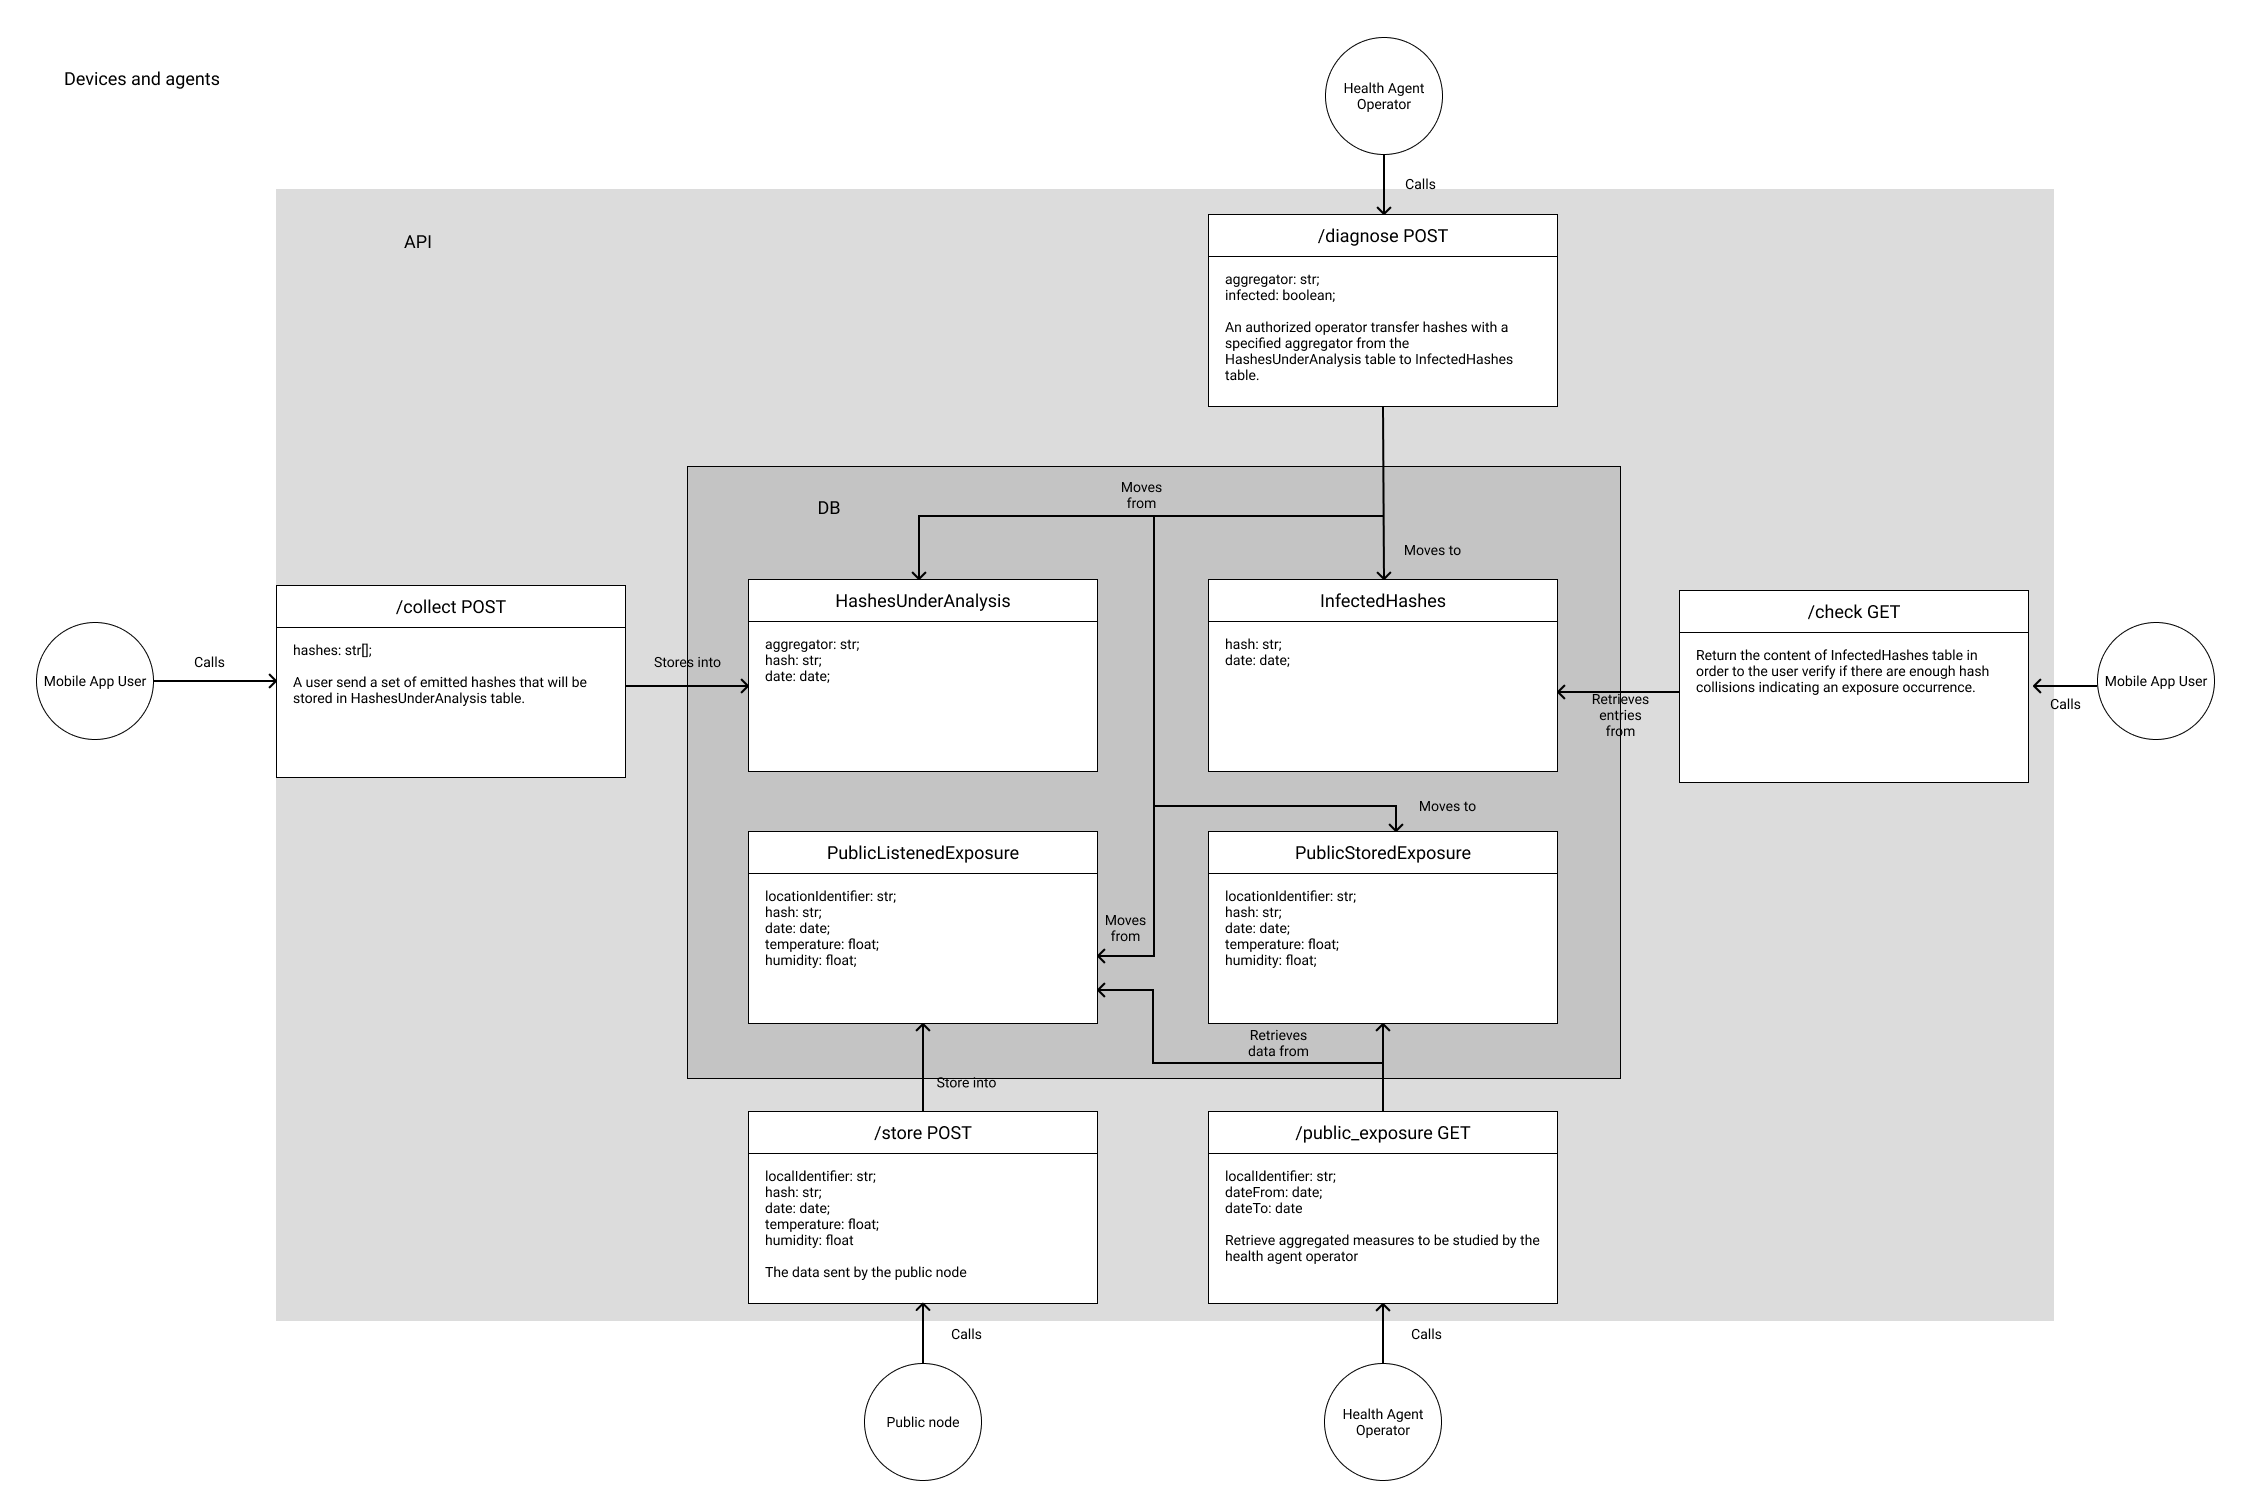 Devices and agents
Health Agent
Operator
Calls
API
/diagnose POST
aggregator: str;
infected: boolean;
An authorized operator transfer hashes with a
specified aggregator from the
HashesUnderAnalysis table to InfectedHashes
table.
DB
Moves
from
Moves to
Mobile App User
Calls
/collect POST
hashes: str[];
A user send a set of emitted hashes that will be
stored in HashesUnderAnalysis table.
Stores into
HashesUnderAnalysis
aggregator: str;
hash: str;
date: date;
InfectedHashes
hash: str;
date: date;
Retrieves
entries
from
/check GET
Return the content of InfectedHashes table in
order to the user verify if there are enough hash
collisions indicating an exposure occurrence.
Calls
Mobile App User
Moves to
PublicListenedExposure
locationIdentifier: str;
hash: str;
date: date;
temperature: float;
humidity: float;
Moves
from
PublicStoredExposure
locationIdentifier: str;
hash: str;
date: date;
temperature: float;
humidity: float;
Retrieves
data from
Store into
/store POST
localIdentifier: str;
hash: str;
date: date;
temperature: float;
humidity: float
The data sent by the public node
/public_exposure GET
localIdentifier: str;
dateFrom: date;
dateTo: date
Retrieve aggregated measures to be studied by the
health agent operator
Calls
Calls
Public node
Health Agent
Operator